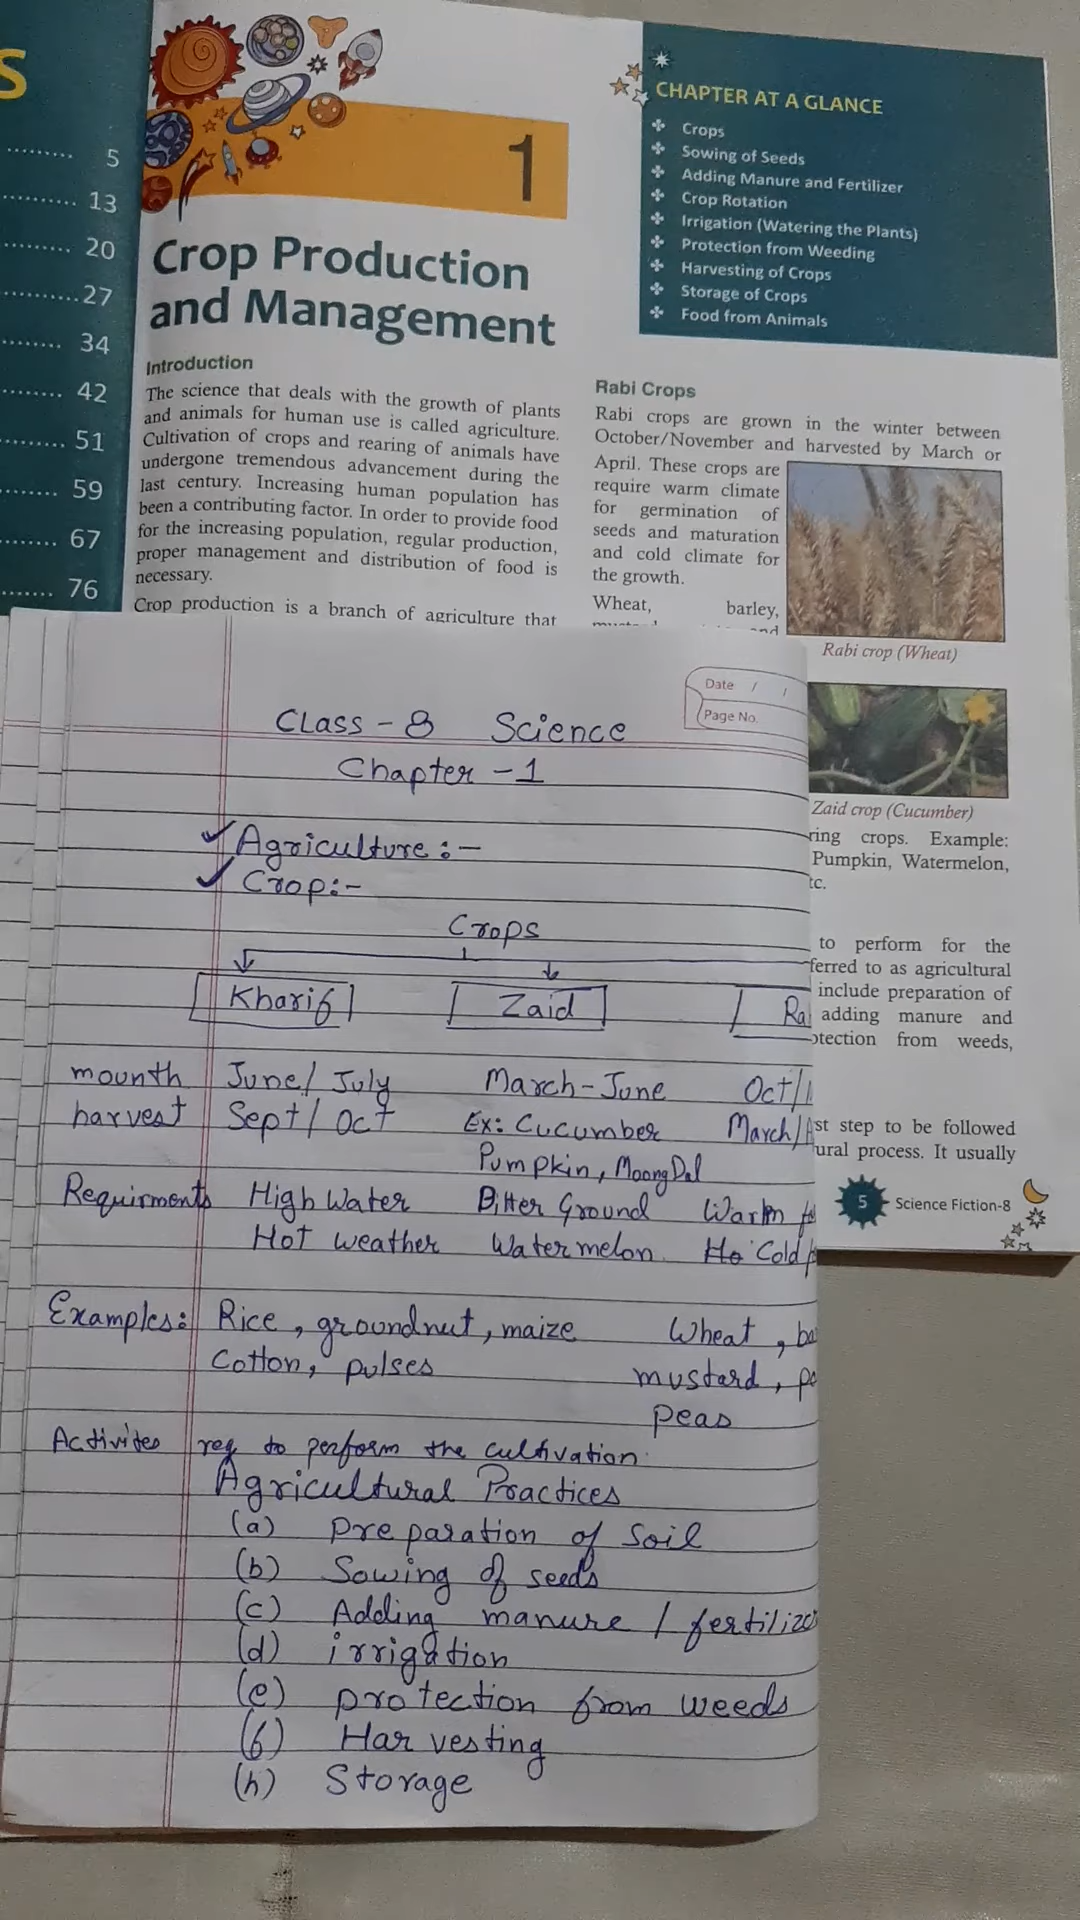 S
5
13
20
27
34
42
51
59
67
76
1
Crop Production
and Management
Introduction
The science that deals with the growth of plants
and animals for human use is called agriculture.
Cultivation of crops and rearing of animals have
undergone tremendous advancement during the
last century. Increasing human population has
been a contributing factor. In order to provide food
for the increasing population, regular production,
proper management and distribution of food is
necessary.
Crop production is a branch of agriculture that
CHAPTER AT A GLANCE
Crops
Sowing of Seeds
Adding Manure and Fertilizer
Crop Rotation
Irrigation (Watering the Plants)
Protection from Weeding
Harvesting of Crops
Storage of Crops
Food from Animals
Rabi Crops
Rabi crops are grown in the winter between
October/November and harvested by March or
April. These crops are
require warm climate
for germination of
seeds and maturation
and cold climate for
the growth.
Wheat, barley,
and
Rabi crop (Wheat)
Zaid crop (Cucumber)
ring crops. Example:
Pumpkin, Watermelon,
tc.
to perform for the
ferred to as agricultural
include preparation of
adding manure and
otection from weeds,
st step to be followed
ural process. It usually
5 Science Fiction-8
Date / /
Page No.
Class - 8 Science
Chapter - 1
Agriculture :-
Crop:-
Crops
Kharif Zaid Ra
mounth June/July March-June Oct/
harvest Sept/Oct Ex: Cucumber March/
Pumpkin, Moong Dal
Requirments High Water Bitter Ground Warm
Hot weather Watermelon Cold
Examples: Rice, groundnut, maize Wheat, ba
Cotton, pulses mustard, po
peas
Activites req to perform the cultivation.
Agricultural Practices
(a) Preparation of Soil
(b) Sowing of seeds
(c) Adding manure / fertilize
(d) irrigation
(e) protection from weeds
(f) Harvesting
(h) Storage